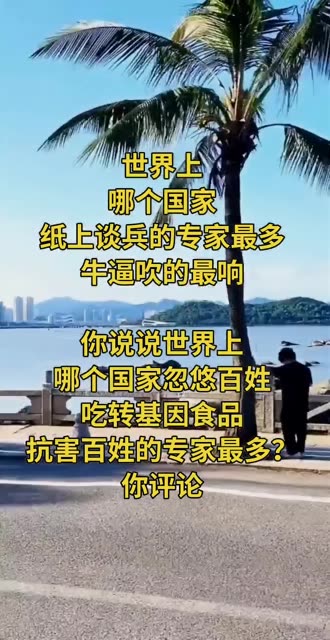 世界上
哪个国家
纸上谈兵的专家最多
牛逼吹的最响
你说说世界上
哪个国家忽悠百姓
吃转基因食品
抗害百姓的专家最多?
你评论